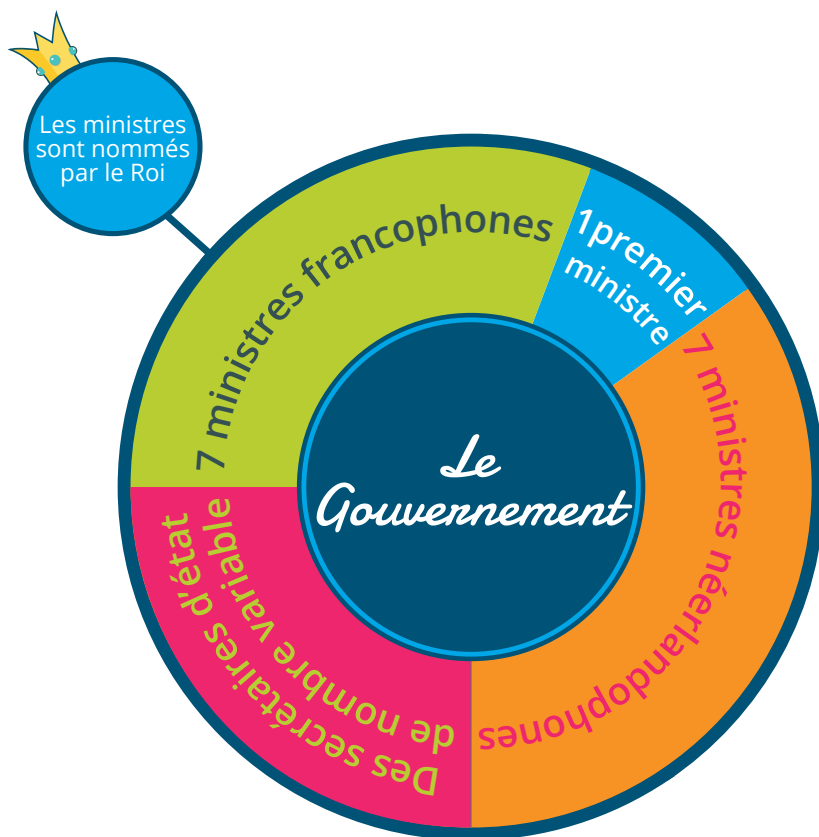 Les ministres
sont nommés
par le Roi
7 ministres francophones
1premier
ministre
7 ministres néerlandophones
Des secrétaires d'état
de nombre variable
Le
Gouvernement